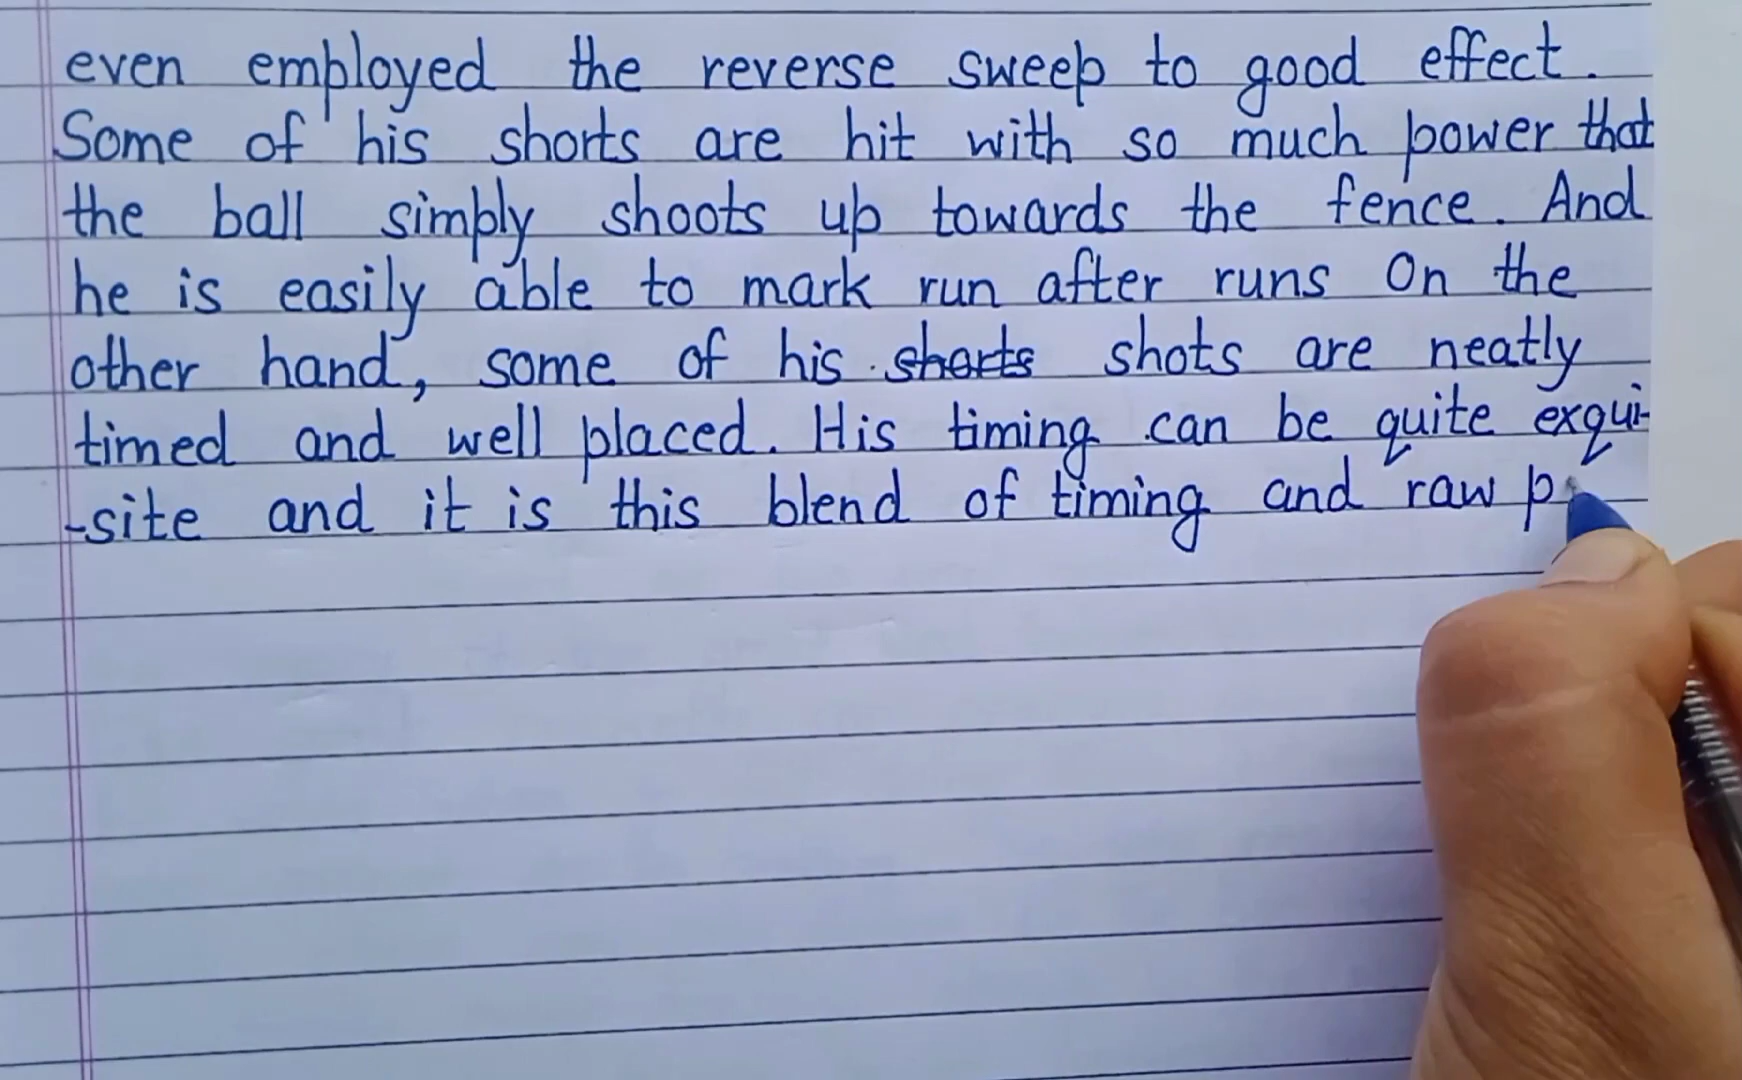 even employed the reverse sweep to good effect.
Some of his shorts are hit with so much power that
the ball simply shoots up towards the fence. And
he is easily able to mark run after runs On the
other hand, some of his shorts shots are neatly
timed and well placed. His timing can be quite exqui-
-site and it is this blend of timing and raw p